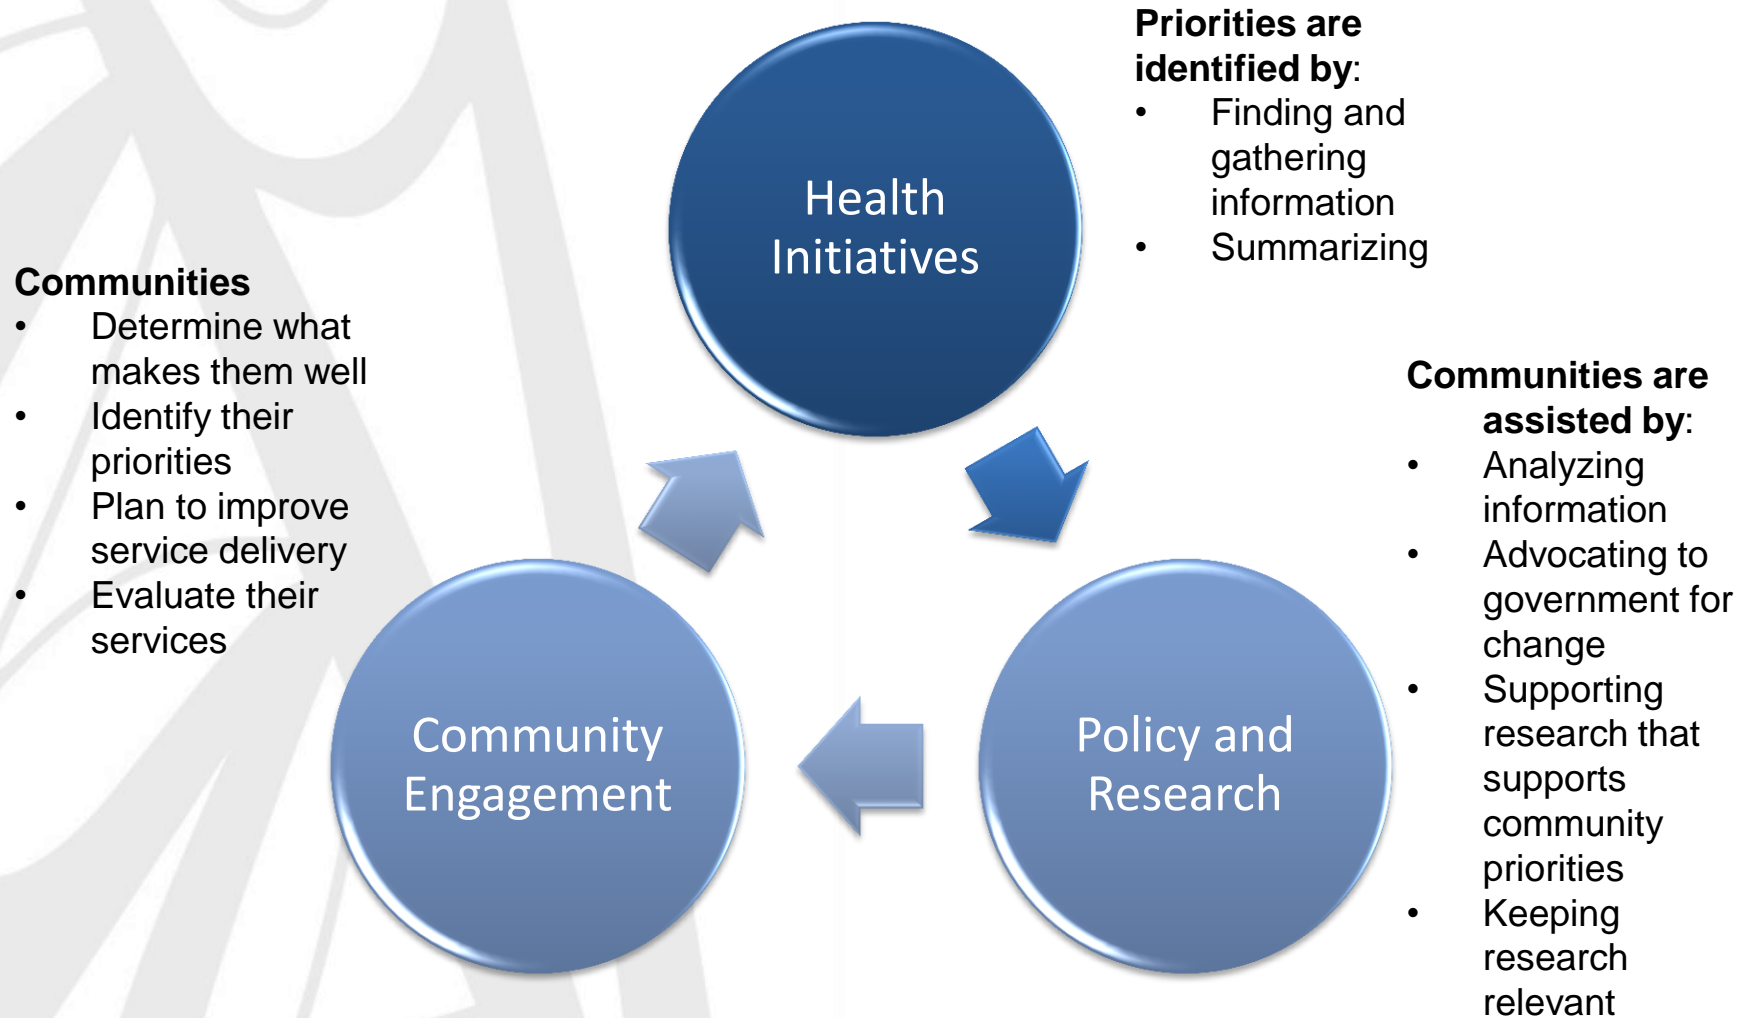 Priorities are
identified by:
• Finding and
gathering
information
• Summarizing
Health
Initiatives
Communities
• Determine what
makes them well
• Identify their
priorities
• Plan to improve
service delivery
• Evaluate their
services
Communities are
assisted by:
• Analyzing
information
• Advocating to
government for
change
• Supporting
research that
supports
community
priorities
• Keeping
research
relevant
Community
Engagement
Policy and
Research